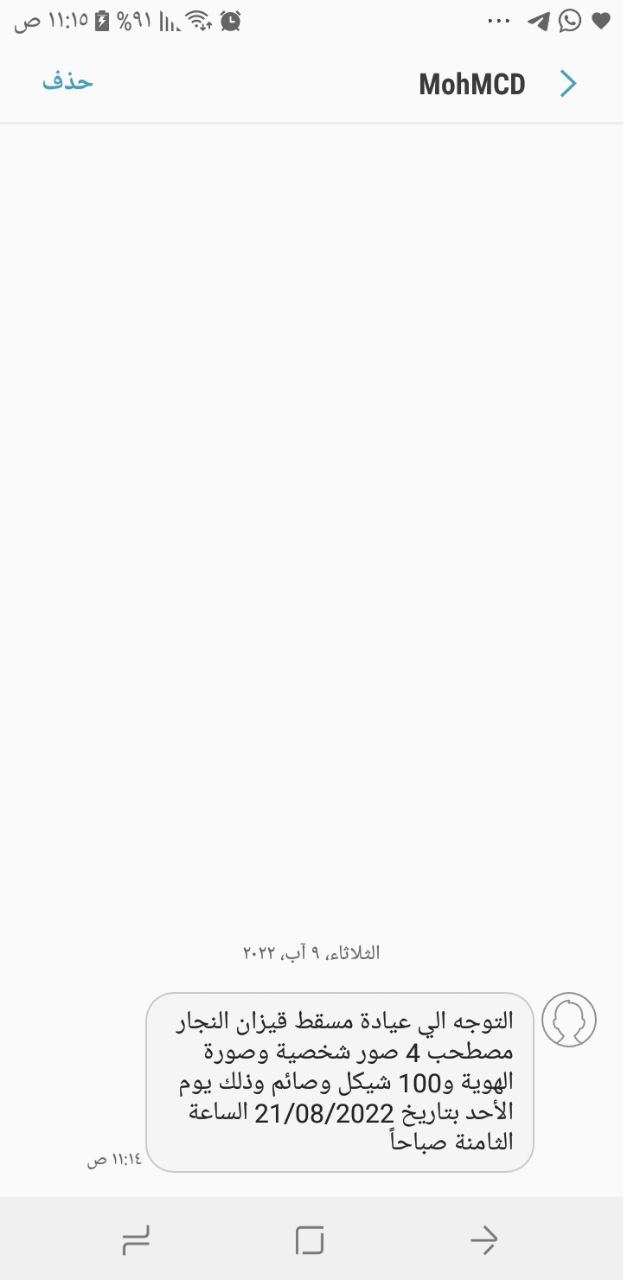 ١١:١٥ ص
%٩١
MohMCD
حذف
الثلاثاء، ٩ آب، ٢٠٢٢
التوجه الي عيادة مسقط قيزان النجار
مصطحب 4 صور شخصية وصورة
الهوية و100 شيكل وصائم وذلك يوم
الأحد بتاريخ 21/08/2022 الساعة
الثامنة صباحاً
١١:١٤ ص